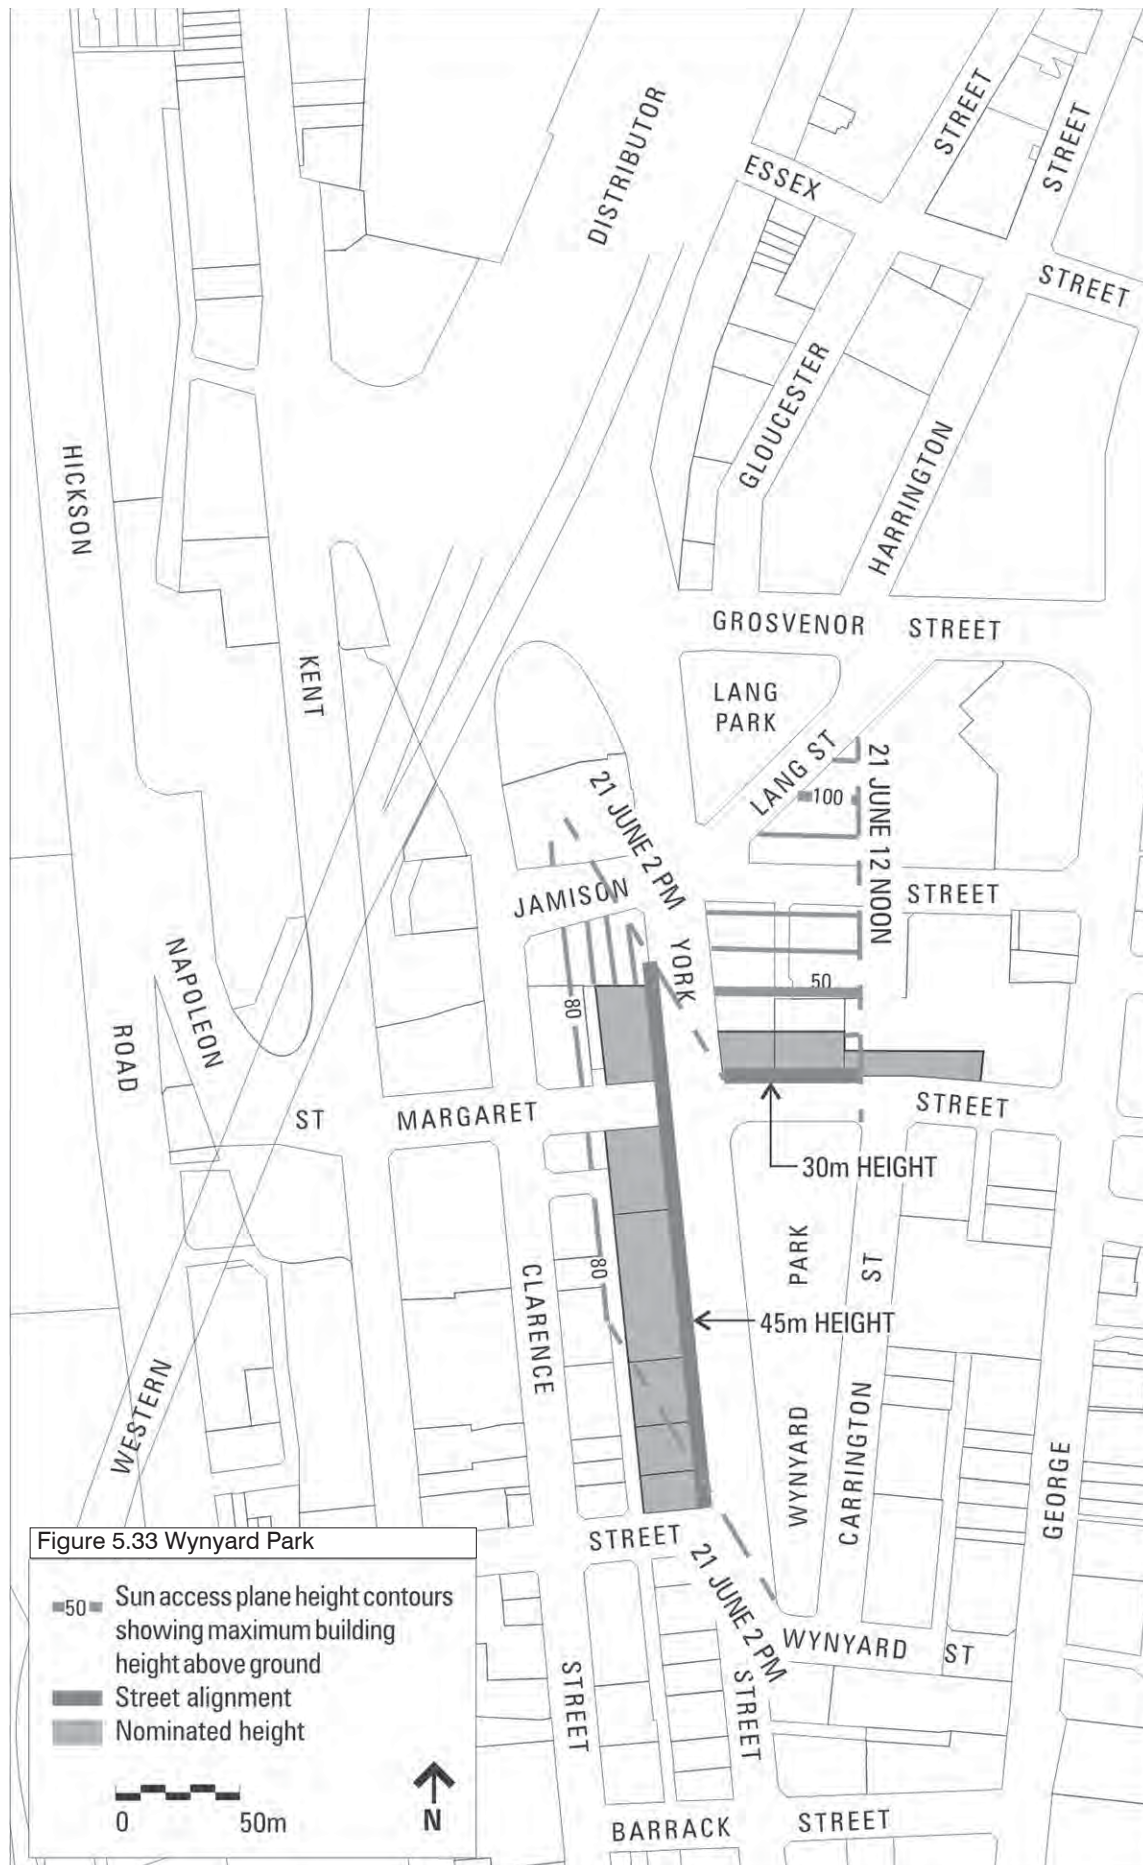 STREET
STREET
DISTRIBUTOR
ESSEX
STREET
GLOUCESTER
HARRINGTON
HICKSON
GROSVENOR STREET
KENT
LANG
PARK
LANG ST
21 JUNE 12 NOON
100
21 JUNE 2 PM
JAMISON
STREET
YORK
NAPOLEON
50
80
ROAD
ST
MARGARET
STREET
30m HEIGHT
PARK
ST
80
CLARENCE
45m HEIGHT
WESTERN
WYNYARD
CARRINGTON
GEORGE
STREET
21 JUNE 2 PM
WYNYARD ST
STREET
STREET
BARRACK
STREET
Figure 5.33 Wynyard Park
50 Sun access plane height contours
showing maximum building
height above ground
Street alignment
Nominated height
0 50m
N